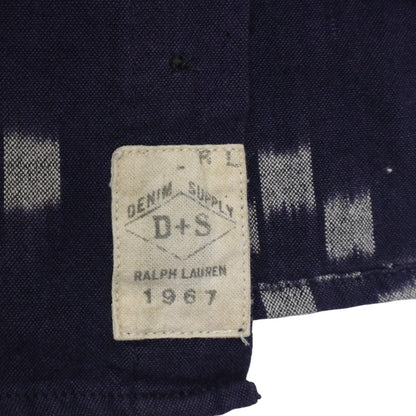 RL
DENIM SUPPLY
D+S
RALPH LAUREN
1967